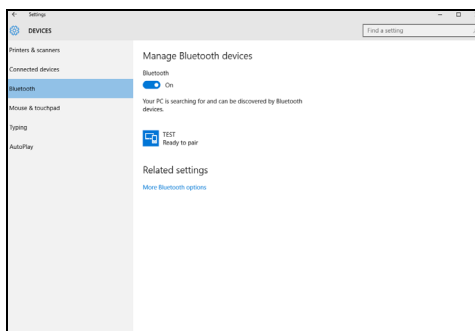 Settings
DEVICES
Find a setting
Printers & scanners
Connected devices
Bluetooth
Mouse & touchpad
Typing
AutoPlay
Manage Bluetooth devices
Bluetooth
On
Your PC is searching for and can be discovered by Bluetooth
devices.
TEST
Ready to pair
Related settings
More Bluetooth options